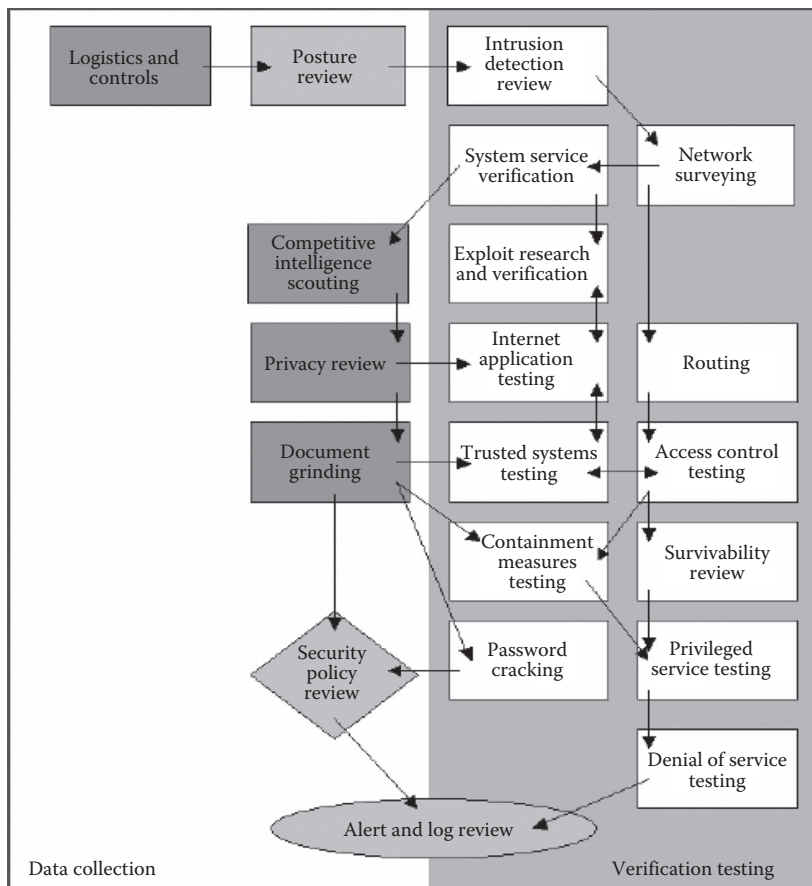 Logistics and
controls
Posture
review
Intrusion
detection
review
System service
verification
Network
surveying
Competitive
intelligence
scouting
Exploit research
and verification
Privacy review
Internet
application
testing
Routing
Document
grinding
Trusted systems
testing
Access control
testing
Containment
measures
testing
Survivability
review
Security
policy
review
Password
cracking
Privileged
service testing
Denial of service
testing
Alert and log review
Data collection
Verification testing